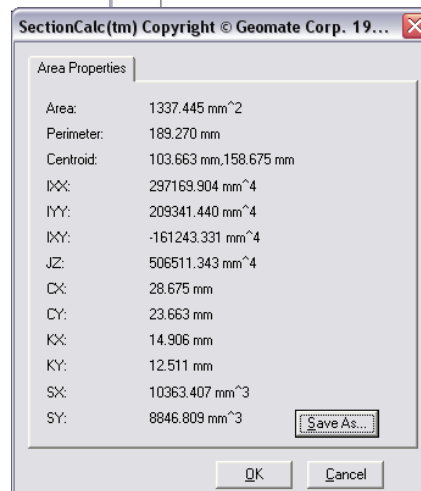 SectionCalc(tm) Copyright © Geomate Corp. 19...
Area Properties
Area: 1337.445 mm^2
Perimeter: 189.270 mm
Centroid: 103.663 mm,158.675 mm
IXX: 297169.904 mm^4
IYY: 209341.440 mm^4
IXY: -161243.331 mm^4
JZ: 506511.343 mm^4
CX: 28.675 mm
CY: 23.663 mm
KX: 14.906 mm
KY: 12.511 mm
SX: 10363.407 mm^3
SY: 8846.809 mm^3
Save As...
OK Cancel